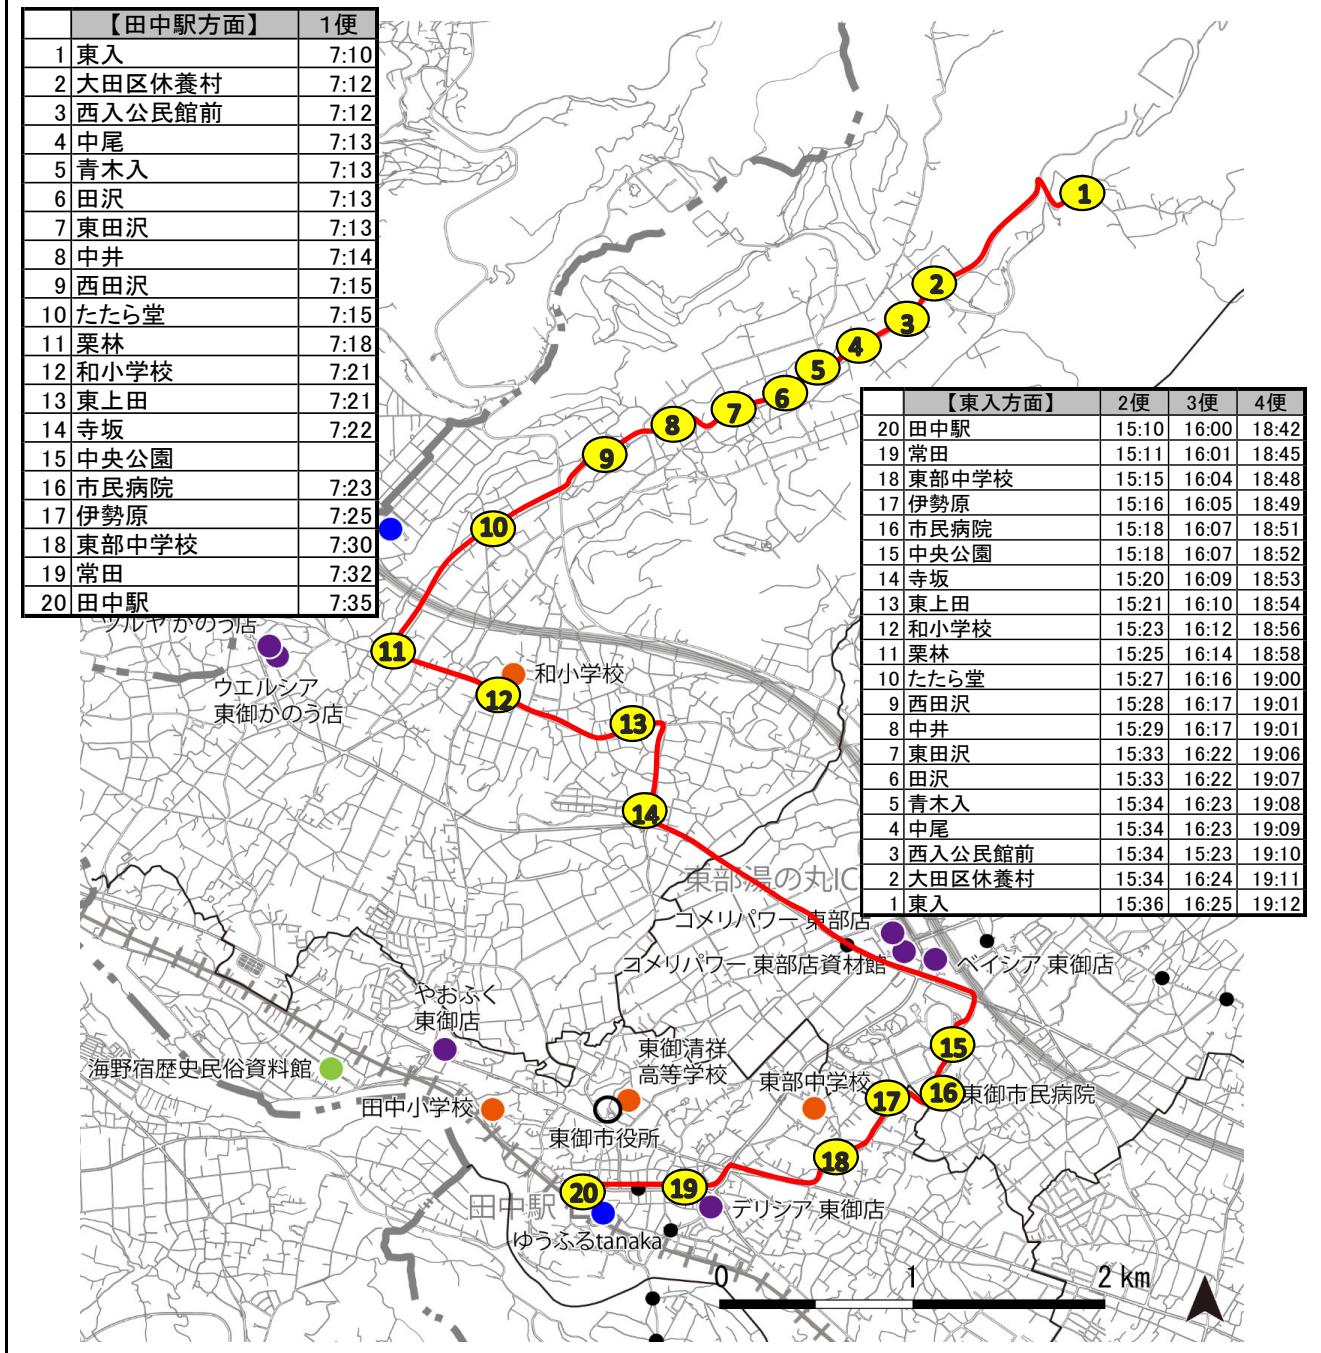 【田中駅方面】 1便
1 東入 7:10
2 大田区休養村 7:12
3 西入公民館前 7:12
4 中尾 7:13
5 青木入 7:13
6 田沢 7:13
7 東田沢 7:13
8 中井 7:14
9 西田沢 7:15
10 たたら堂 7:15
11 栗林 7:18
12 和小学校 7:21
13 東上田 7:21
14 寺坂 7:22
15 中央公園
16 市民病院 7:23
17 伊勢原 7:25
18 東部中学校 7:30
19 常田 7:32
20 田中駅 7:35
【東入方面】 2便 3便 4便
20 田中駅 15:10 16:00 18:42
19 常田 15:11 16:01 18:45
18 東部中学校 15:15 16:04 18:48
17 伊勢原 15:16 16:05 18:49
16 市民病院 15:18 16:07 18:51
15 中央公園 15:18 16:07 18:52
14 寺坂 15:20 16:09 18:53
13 東上田 15:21 16:10 18:54
12 和小学校 15:23 16:12 18:56
11 栗林 15:25 16:14 18:58
10 たたら堂 15:27 16:16 19:00
9 西田沢 15:28 16:17 19:01
8 中井 15:29 16:17 19:01
7 東田沢 15:33 16:22 19:06
6 田沢 15:33 16:22 19:07
5 青木入 15:34 16:23 19:08
4 中尾 15:34 16:23 19:09
3 西入公民館前 15:34 15:23 19:10
2 大田区休養村 15:34 16:24 19:11
1 東入 15:36 16:25 19:12
1
2
3
4
5
6
7
8
9
10
11
12
13
14
15
16
17
18
19
20
ツルヤ かのう店
ウエルシア
東御かのう店
和小学校
東部湯の丸IC
コメリパワー 東部店
コメリパワー 東部店資材館
ベイシア 東御店
やおふく
東御店
海野宿歴史民俗資料館
東御清祥
高等学校
東部中学校
東御市民病院
田中小学校
東御市役所
田中駅
デリシア 東御店
ゆうふるtanaka
0 1 2 km